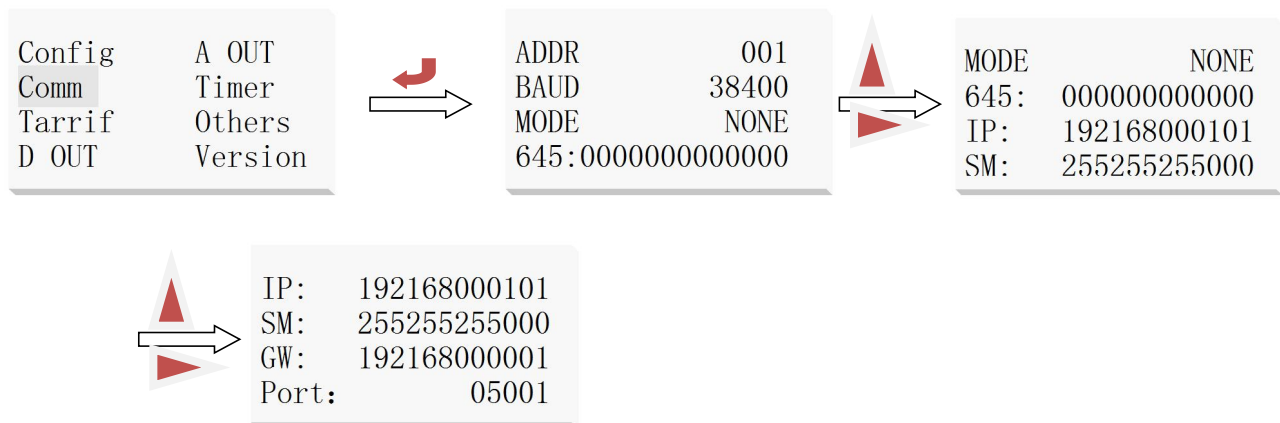 Config A OUT
Comm Timer
Tarrif Others
D OUT Version
ADDR 001
BAUD 38400
MODE NONE
645:0000000000000
MODE NONE
645: 000000000000
IP: 192168000101
SM: 255255255000
IP: 192168000101
SM: 255255255000
GW: 192168000001
Port： 05001